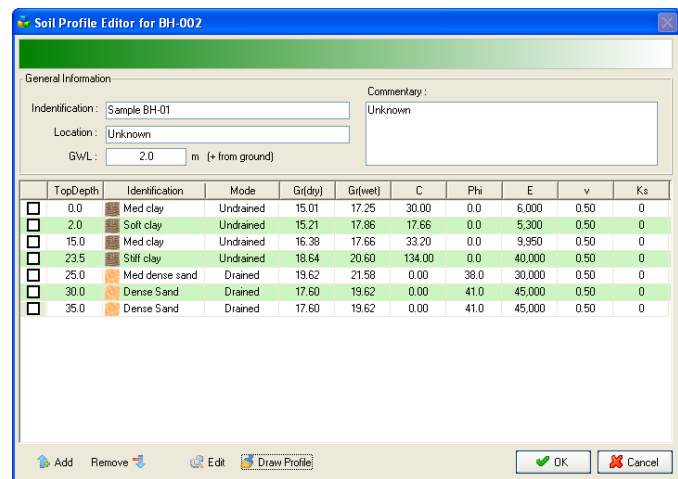 Soil Profile Editor for BH-002
General Information
Indentification : Sample BH-01
Location : Unknown
GWL : 2.0 m (+ from ground)
Commentary :
Unknown
TopDepth Identification Mode Gr(dry) Gr(wet) C Phi E v Ks
0.0 Med clay Undrained 15.01 17.25 30.00 0.0 6,000 0.50 0
2.0 Soft clay Undrained 15.21 17.86 17.66 0.0 5,300 0.50 0
15.0 Med clay Undrained 16.38 17.66 33.20 0.0 9,950 0.50 0
23.5 Stiff clay Undrained 18.64 20.60 134.00 0.0 40,000 0.50 0
25.0 Med dense sand Drained 19.62 21.58 0.00 38.0 30,000 0.50 0
30.0 Dense Sand Drained 17.60 19.62 0.00 41.0 45,000 0.50 0
35.0 Dense Sand Drained 17.60 19.62 0.00 41.0 45,000 0.50 0
Add Remove Edit Draw Profile OK Cancel